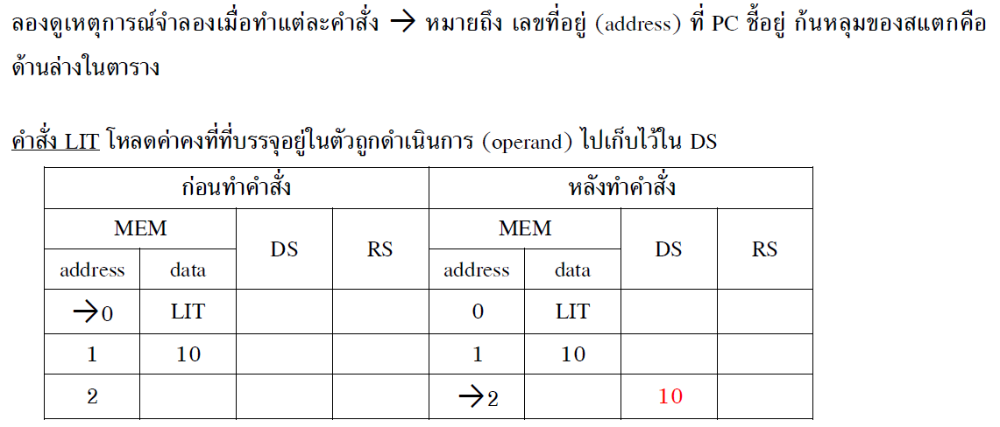 ลองดูเหตุการณ์จำลองเมื่อทำแต่ละคำสั่ง → หมายถึง เลขที่อยู่ (address) ที่ PC ชี้อยู่ ก้นหลุมของสแตกคือ
ด้านล่างในตาราง
คำสั่ง LIT โหลดค่าคงที่ที่บรรจุอยู่ในตัวถูกดำเนินการ (operand) ไปเก็บไว้ใน DS
ก่อนทำคำสั่ง หลังทำคำสั่ง
MEM DS RS MEM DS RS
address data address data
→0 LIT 0 LIT
1 10 1 10
2 →2 10